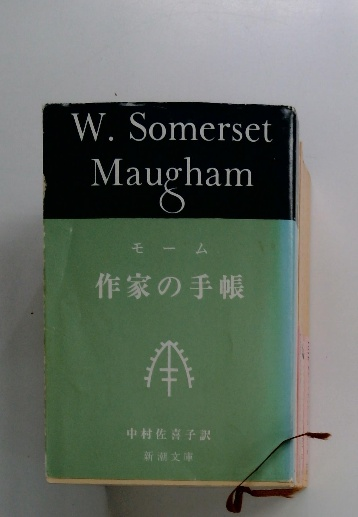 W. Somerset
Maugham
モーム
作家の手帳
中村佐喜子訳
新潮文庫